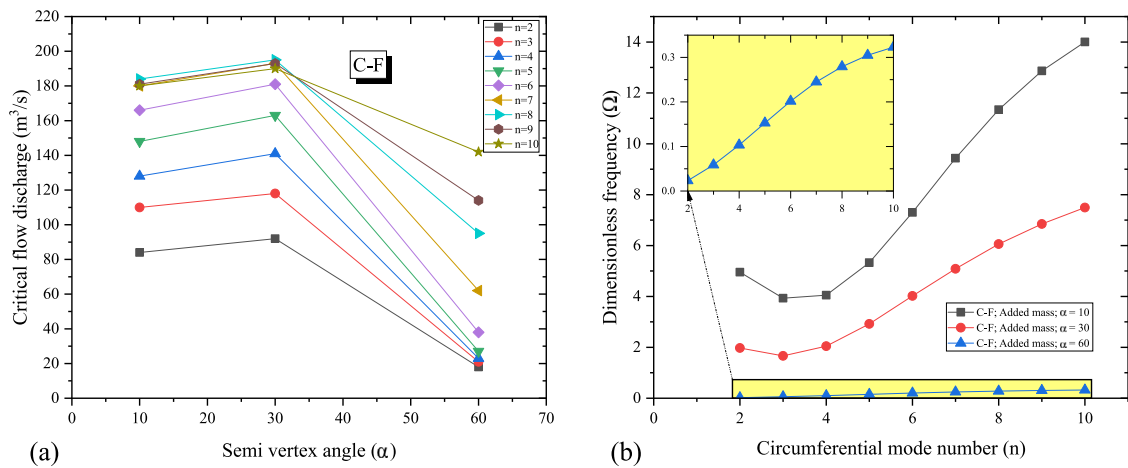 220
200
180
160
140
120
100
80
60
40
20
0
Critical flow discharge (m³/s)
0 10 20 30 40 50 60 70
Semi vertex angle (α)
C-F
n=2
n=3
n=4
n=5
n=6
n=7
n=8
n=9
n=10
(a)
14
12
10
8
6
4
2
0
Dimensionless frequency (Ω)
0.3
0.2
0.1
0.0
2 4 6 8 10
C-F; Added mass; α = 10
C-F; Added mass; α = 30
C-F; Added mass; α = 60
0 2 4 6 8 10
Circumferential mode number (n)
(b)